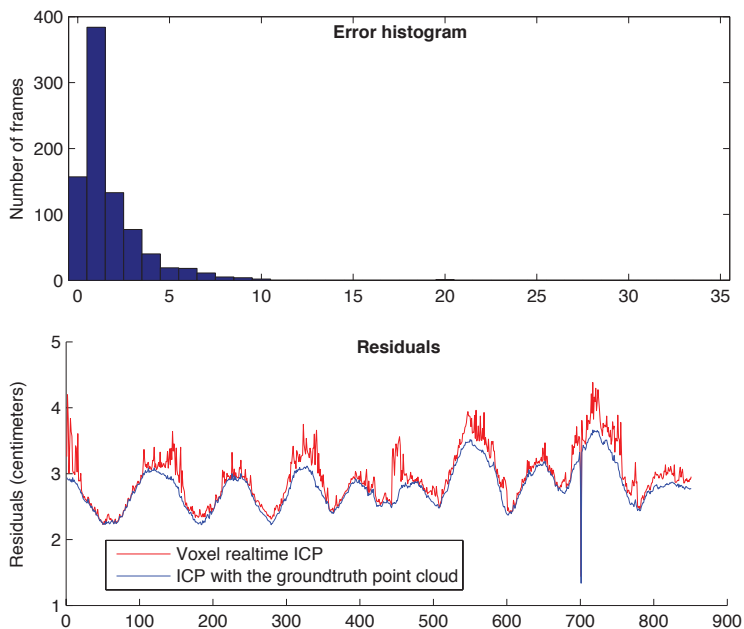 Error histogram
Number of frames
400
300
200
100
0
0 5 10 15 20 25 30 35
Residuals
Residuals (centimeters)
5
4
3
2
1
Voxel realtime ICP
ICP with the groundtruth point cloud
0 100 200 300 400 500 600 700 800 900